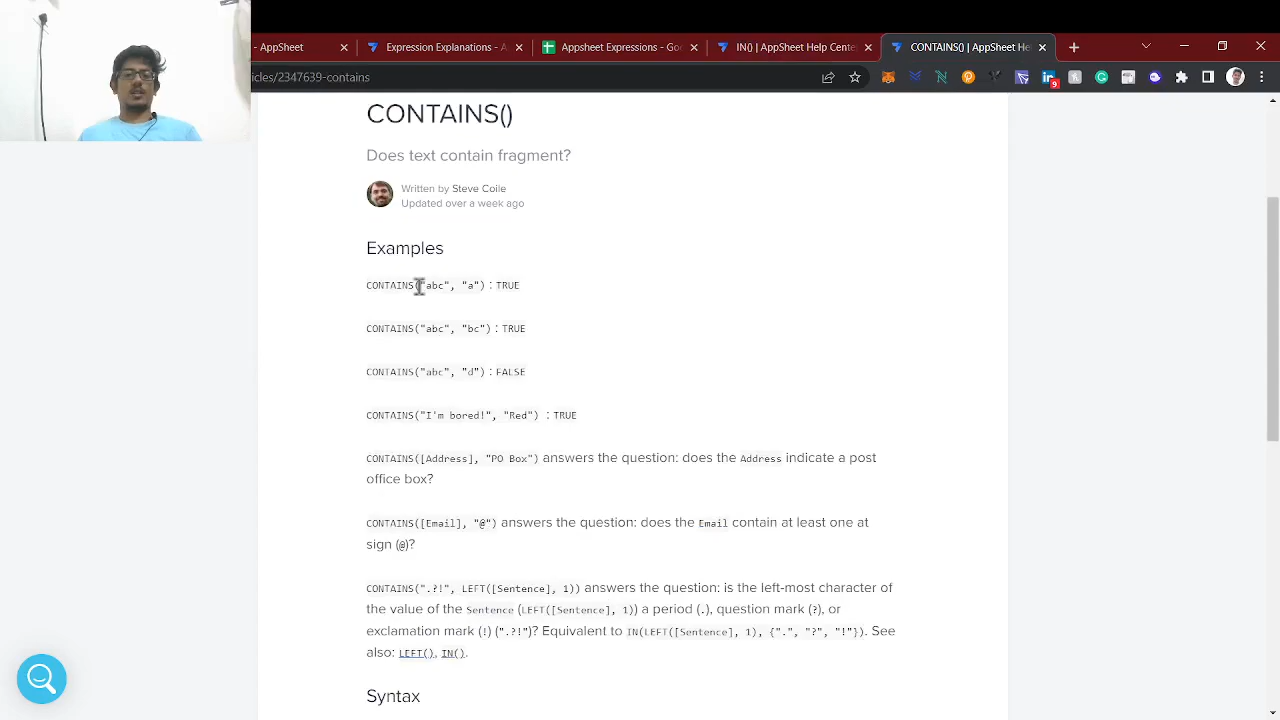 - AppSheet
Expression Explanations - A
Appsheet Expressions - Goo
IN() | AppSheet Help Center
CONTAINS() | AppSheet He
cles/2347639-contains
9
CONTAINS()
Does text contain fragment?
Written by Steve Coile
Updated over a week ago
Examples
CONTAINS("abc", "a") : TRUE
CONTAINS("abc", "bc") : TRUE
CONTAINS("abc", "d") : FALSE
CONTAINS("I'm bored!", "Red") : TRUE
CONTAINS([Address], "PO Box") answers the question: does the Address indicate a post
office box?
CONTAINS([Email], "@") answers the question: does the Email contain at least one at
sign (@)?
CONTAINS(".?!", LEFT([Sentence], 1)) answers the question: is the left-most character of
the value of the Sentence (LEFT([Sentence], 1)) a period (.), question mark (?), or
exclamation mark (!) (".?!")? Equivalent to IN(LEFT([Sentence], 1), {".", "?", "!"}). See
also: LEFT(), IN().
Syntax